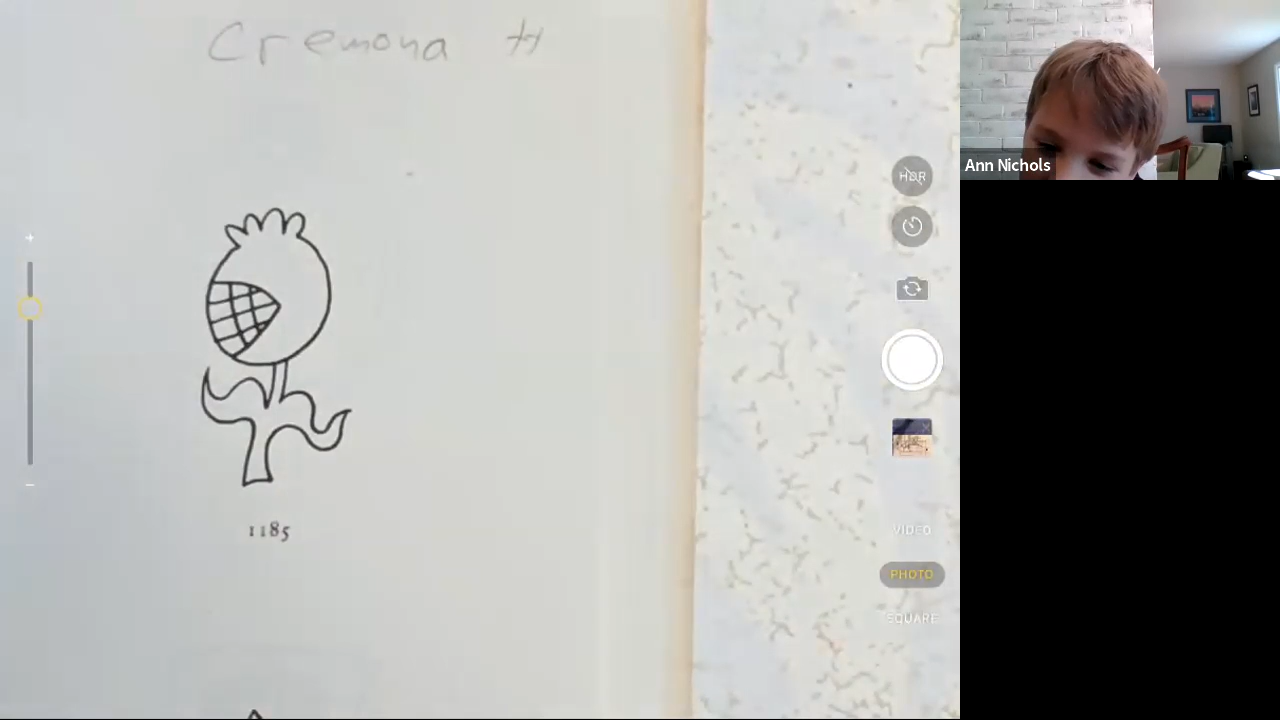 Cremona #
HDR
Ann Nichols
1185
VIDEO
PHOTO
SQUARE